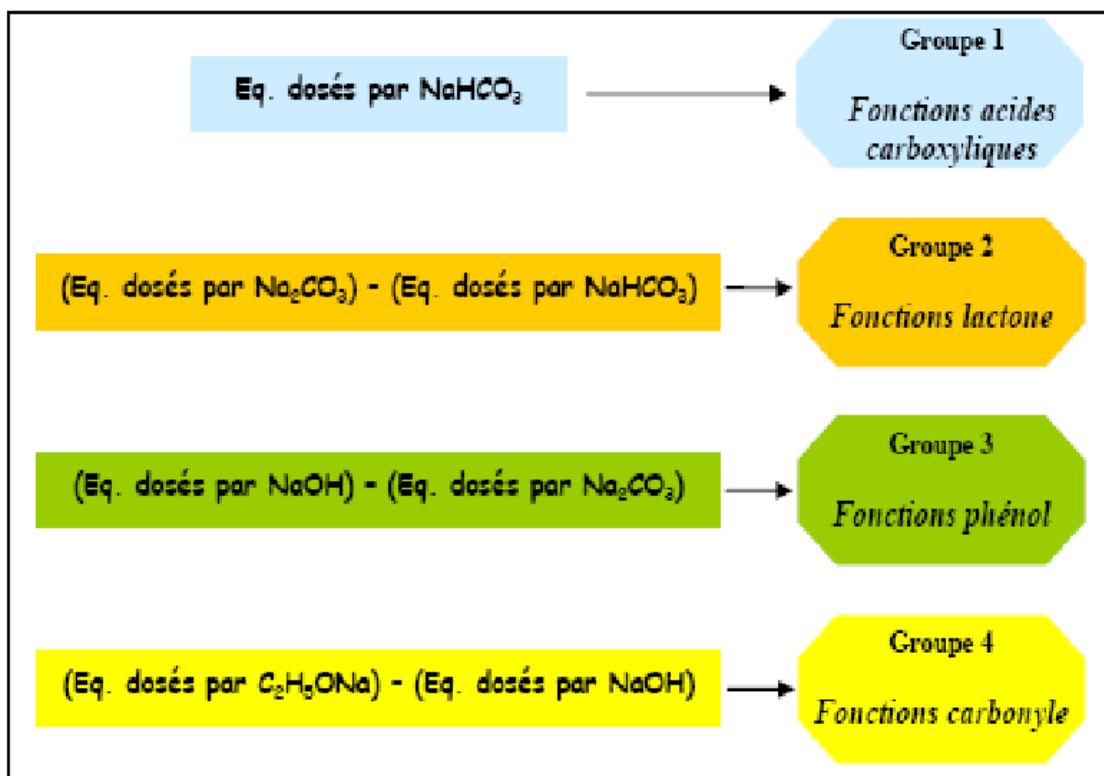 Groupe 1
Eq. dosés par NaHCO₃
Fonctions acides
carboxyliques
Groupe 2
(Eq. dosés par Na₂CO₃) - (Eq. dosés par NaHCO₃)
Fonctions lactone
Groupe 3
(Eq. dosés par NaOH) - (Eq. dosés par Na₂CO₃)
Fonctions phénol
Groupe 4
(Eq. dosés par C₂H₅ONa) - (Eq. dosés par NaOH)
Fonctions carbonyle